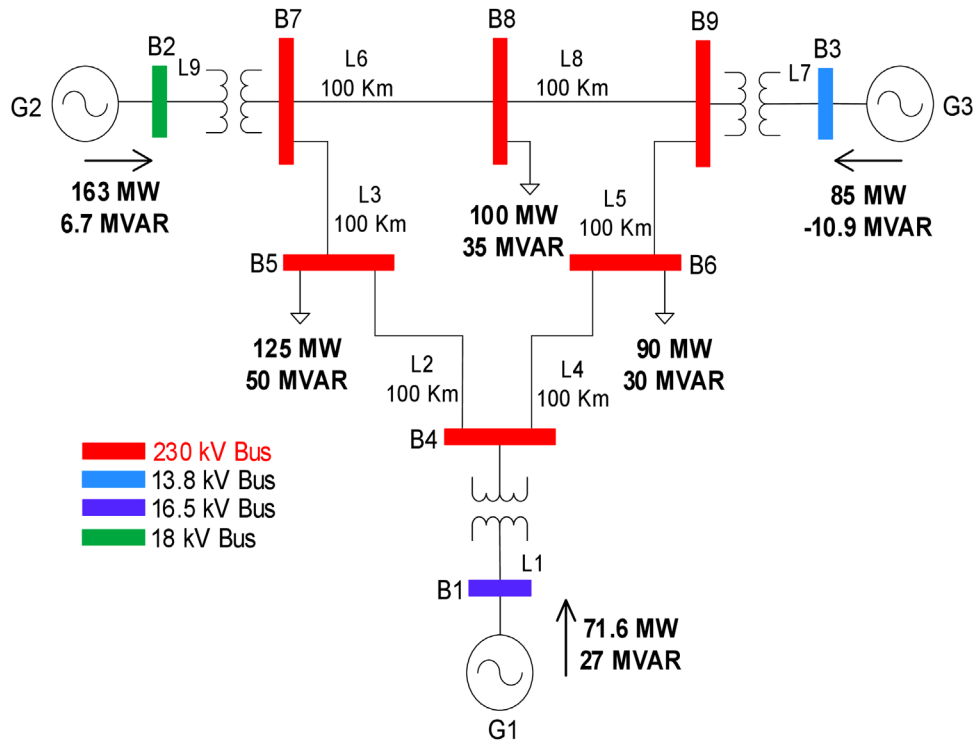 B7
B8
B9
B2
L9
L6
100 Km
L8
100 Km
L7
B3
G2
G3
163 MW
6.7 MVAR
L3
100 Km
100 MW
35 MVAR
L5
100 Km
85 MW
-10.9 MVAR
B5
B6
125 MW
50 MVAR
L2
100 Km
L4
100 Km
90 MW
30 MVAR
B4
230 kV Bus
13.8 kV Bus
16.5 kV Bus
18 kV Bus
L1
B1
71.6 MW
27 MVAR
G1